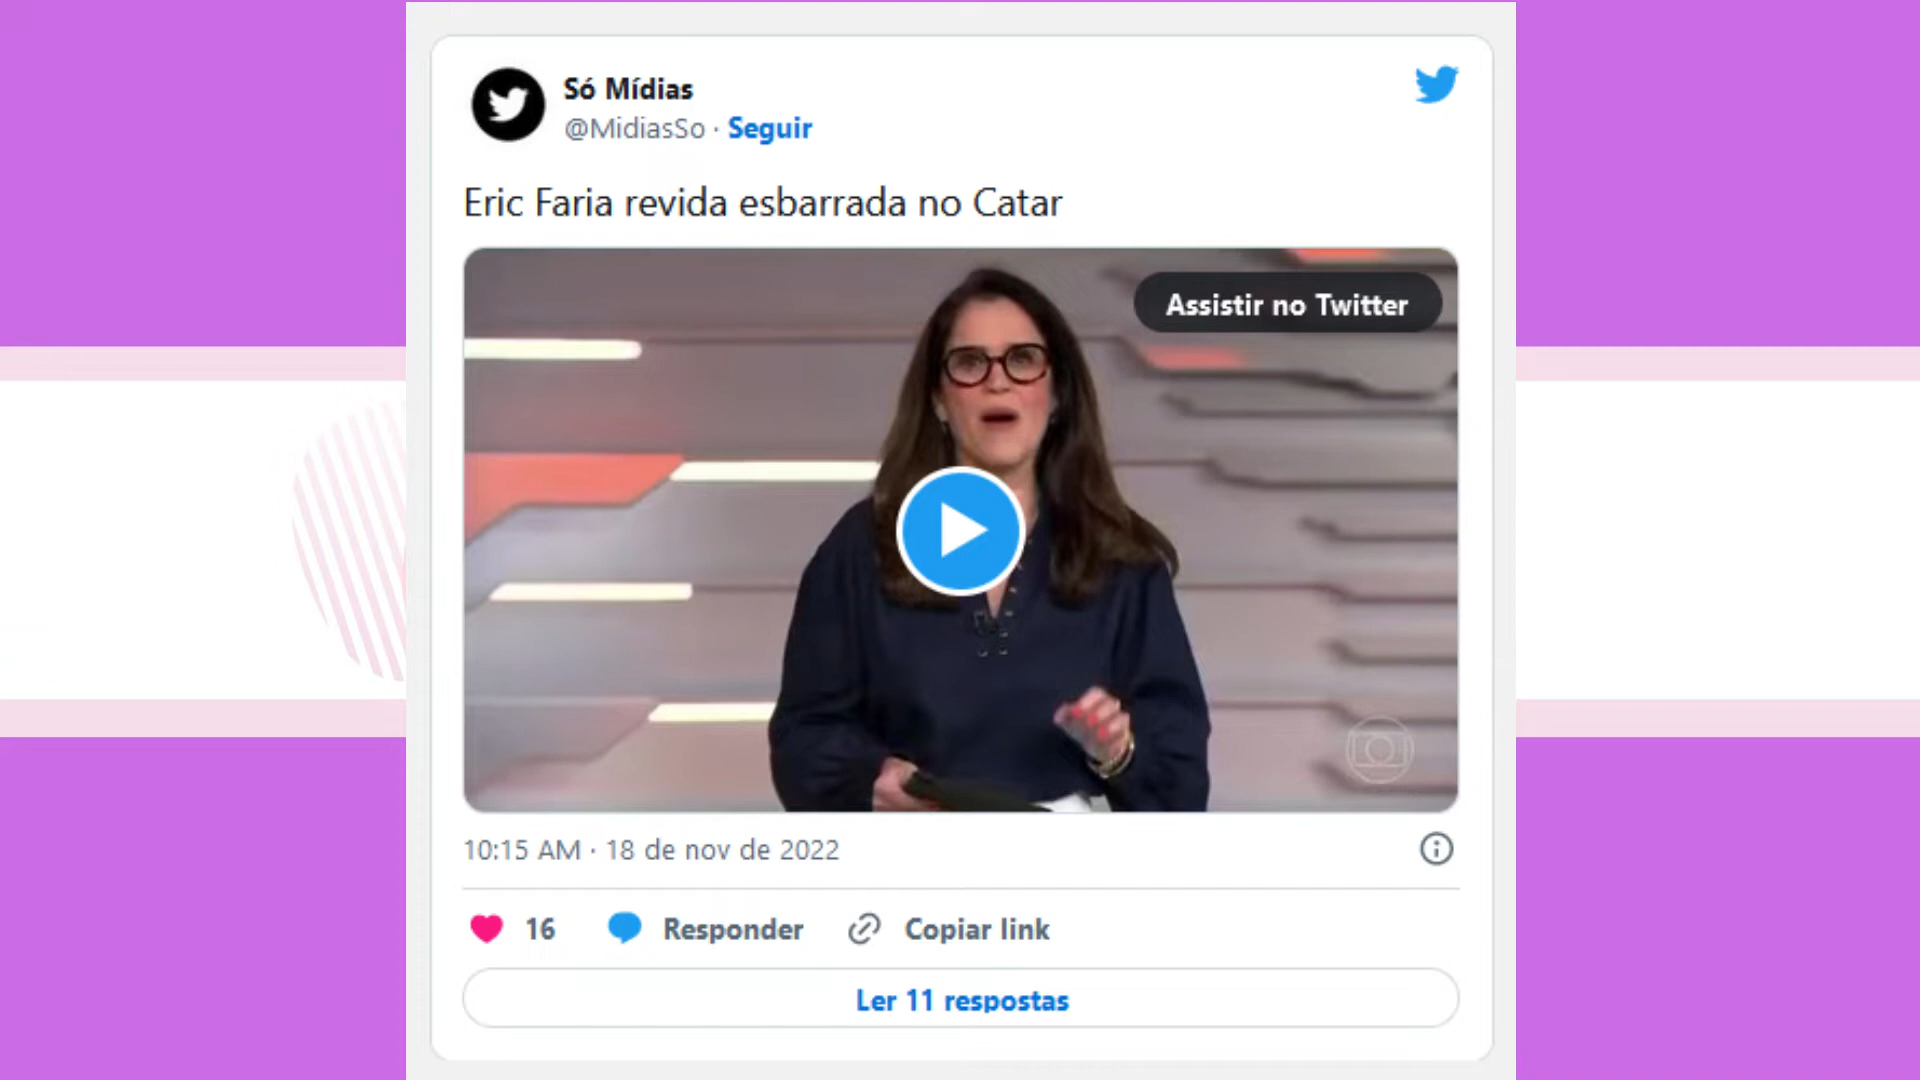 Só Mídias
@MidiasSo · Seguir
Eric Faria revida esbarrada no Catar
Assistir no Twitter
10:15 AM · 18 de nov de 2022
16 Responder Copiar link
Ler 11 respostas